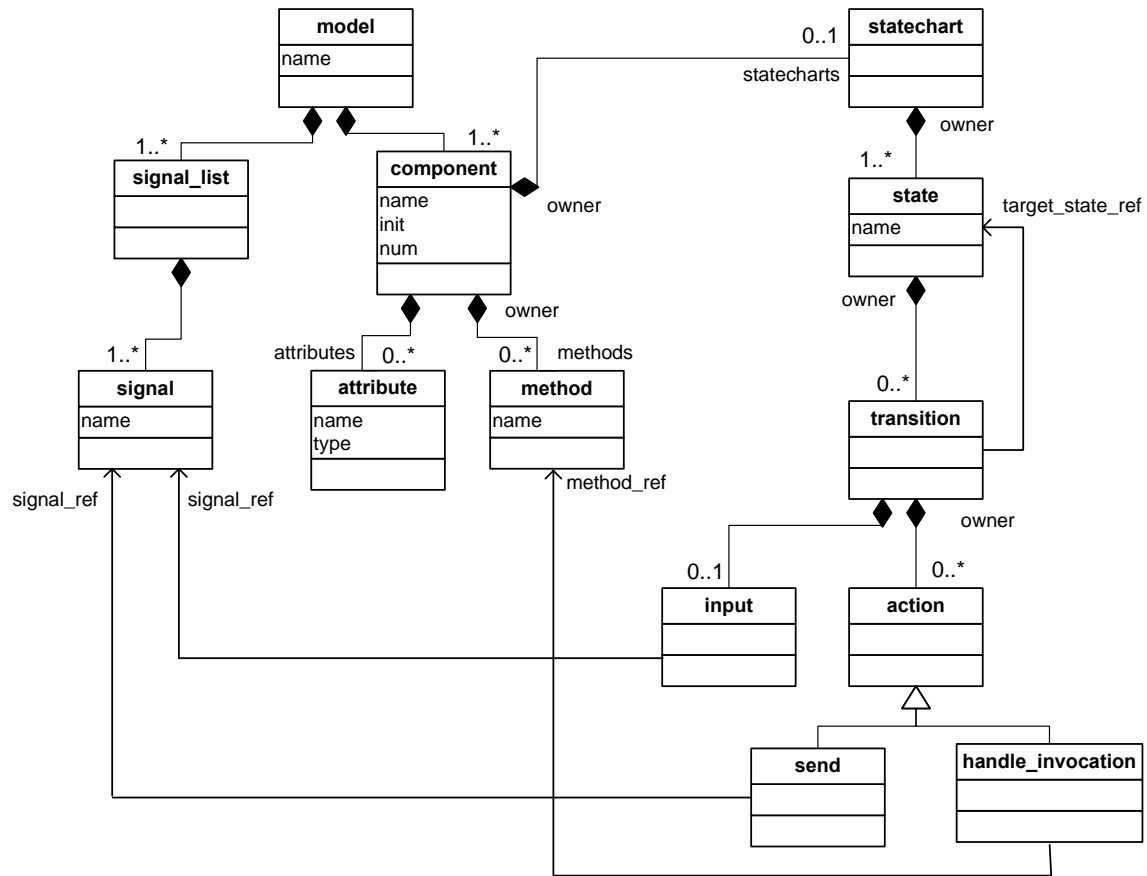 model
name
statechart
0..1
statecharts
owner
1..*
1..*
1..*
signal_list
component
name
init
num
owner
state
name
target_state_ref
owner
owner
attributes
0..*
0..*
methods
1..*
signal
name
attribute
name
type
method
name
0..*
transition
signal_ref
signal_ref
method_ref
owner
0..1
0..*
input
action
send
handle_invocation